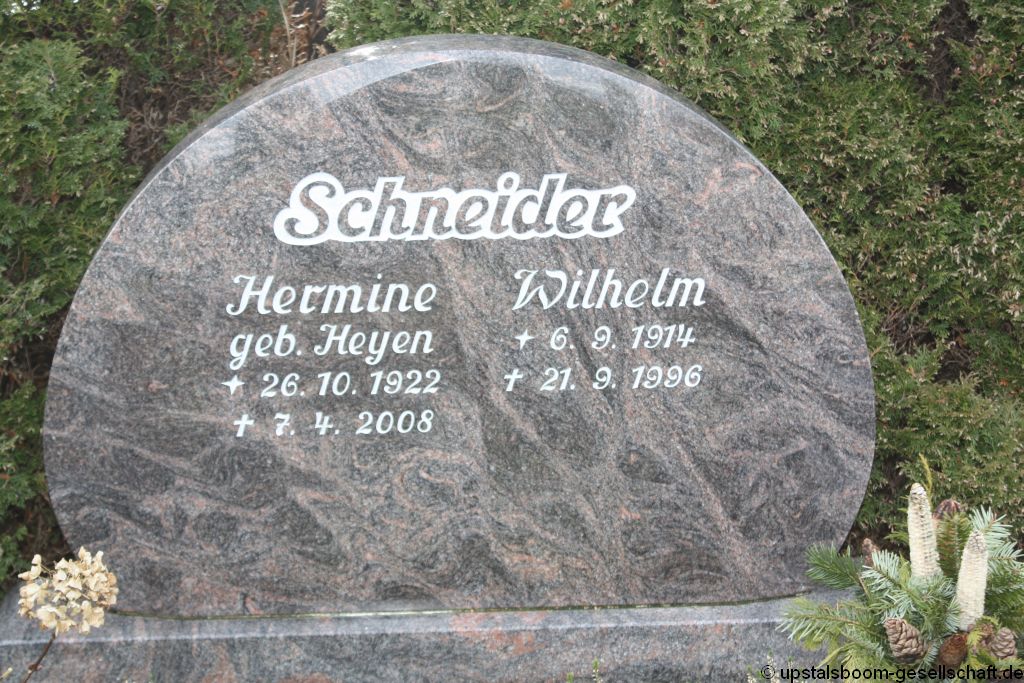 Schneider
Hermine
geb. Heyen
✦ 26. 10. 1922
✝ 7. 4. 2008
Wilhelm
✦ 6. 9. 1914
✝ 21. 9. 1996
© upstalsboom-gesellschaft.de